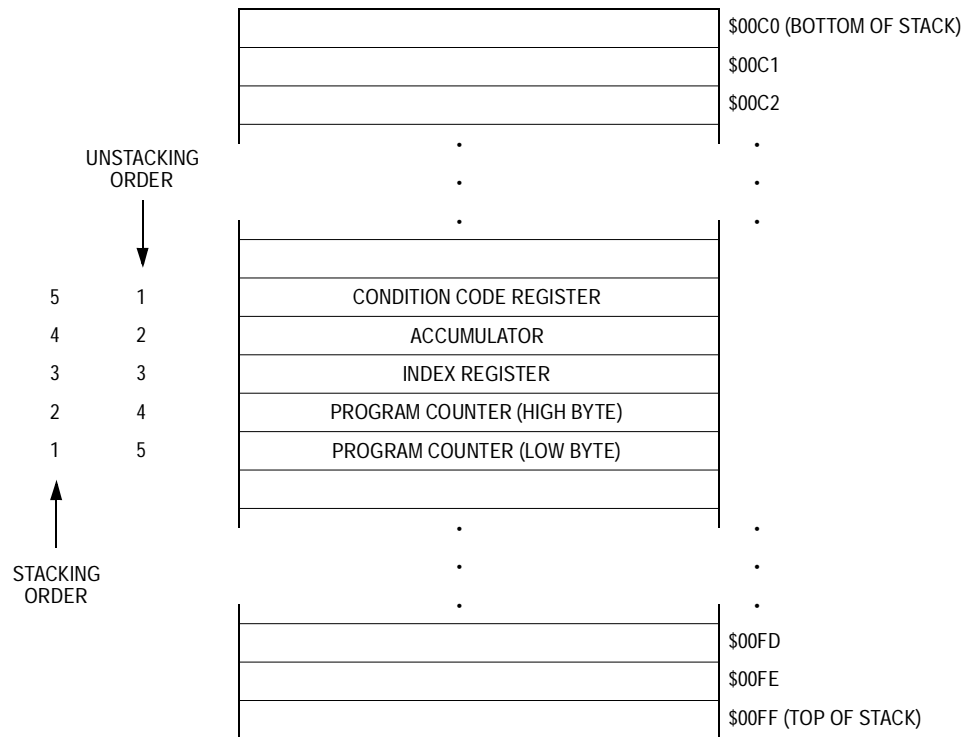 $00C0 (BOTTOM OF STACK)
$00C1
$00C2
UNSTACKING
ORDER
5 1 CONDITION CODE REGISTER
4 2 ACCUMULATOR
3 3 INDEX REGISTER
2 4 PROGRAM COUNTER (HIGH BYTE)
1 5 PROGRAM COUNTER (LOW BYTE)
STACKING
ORDER
$00FD
$00FE
$00FF (TOP OF STACK)